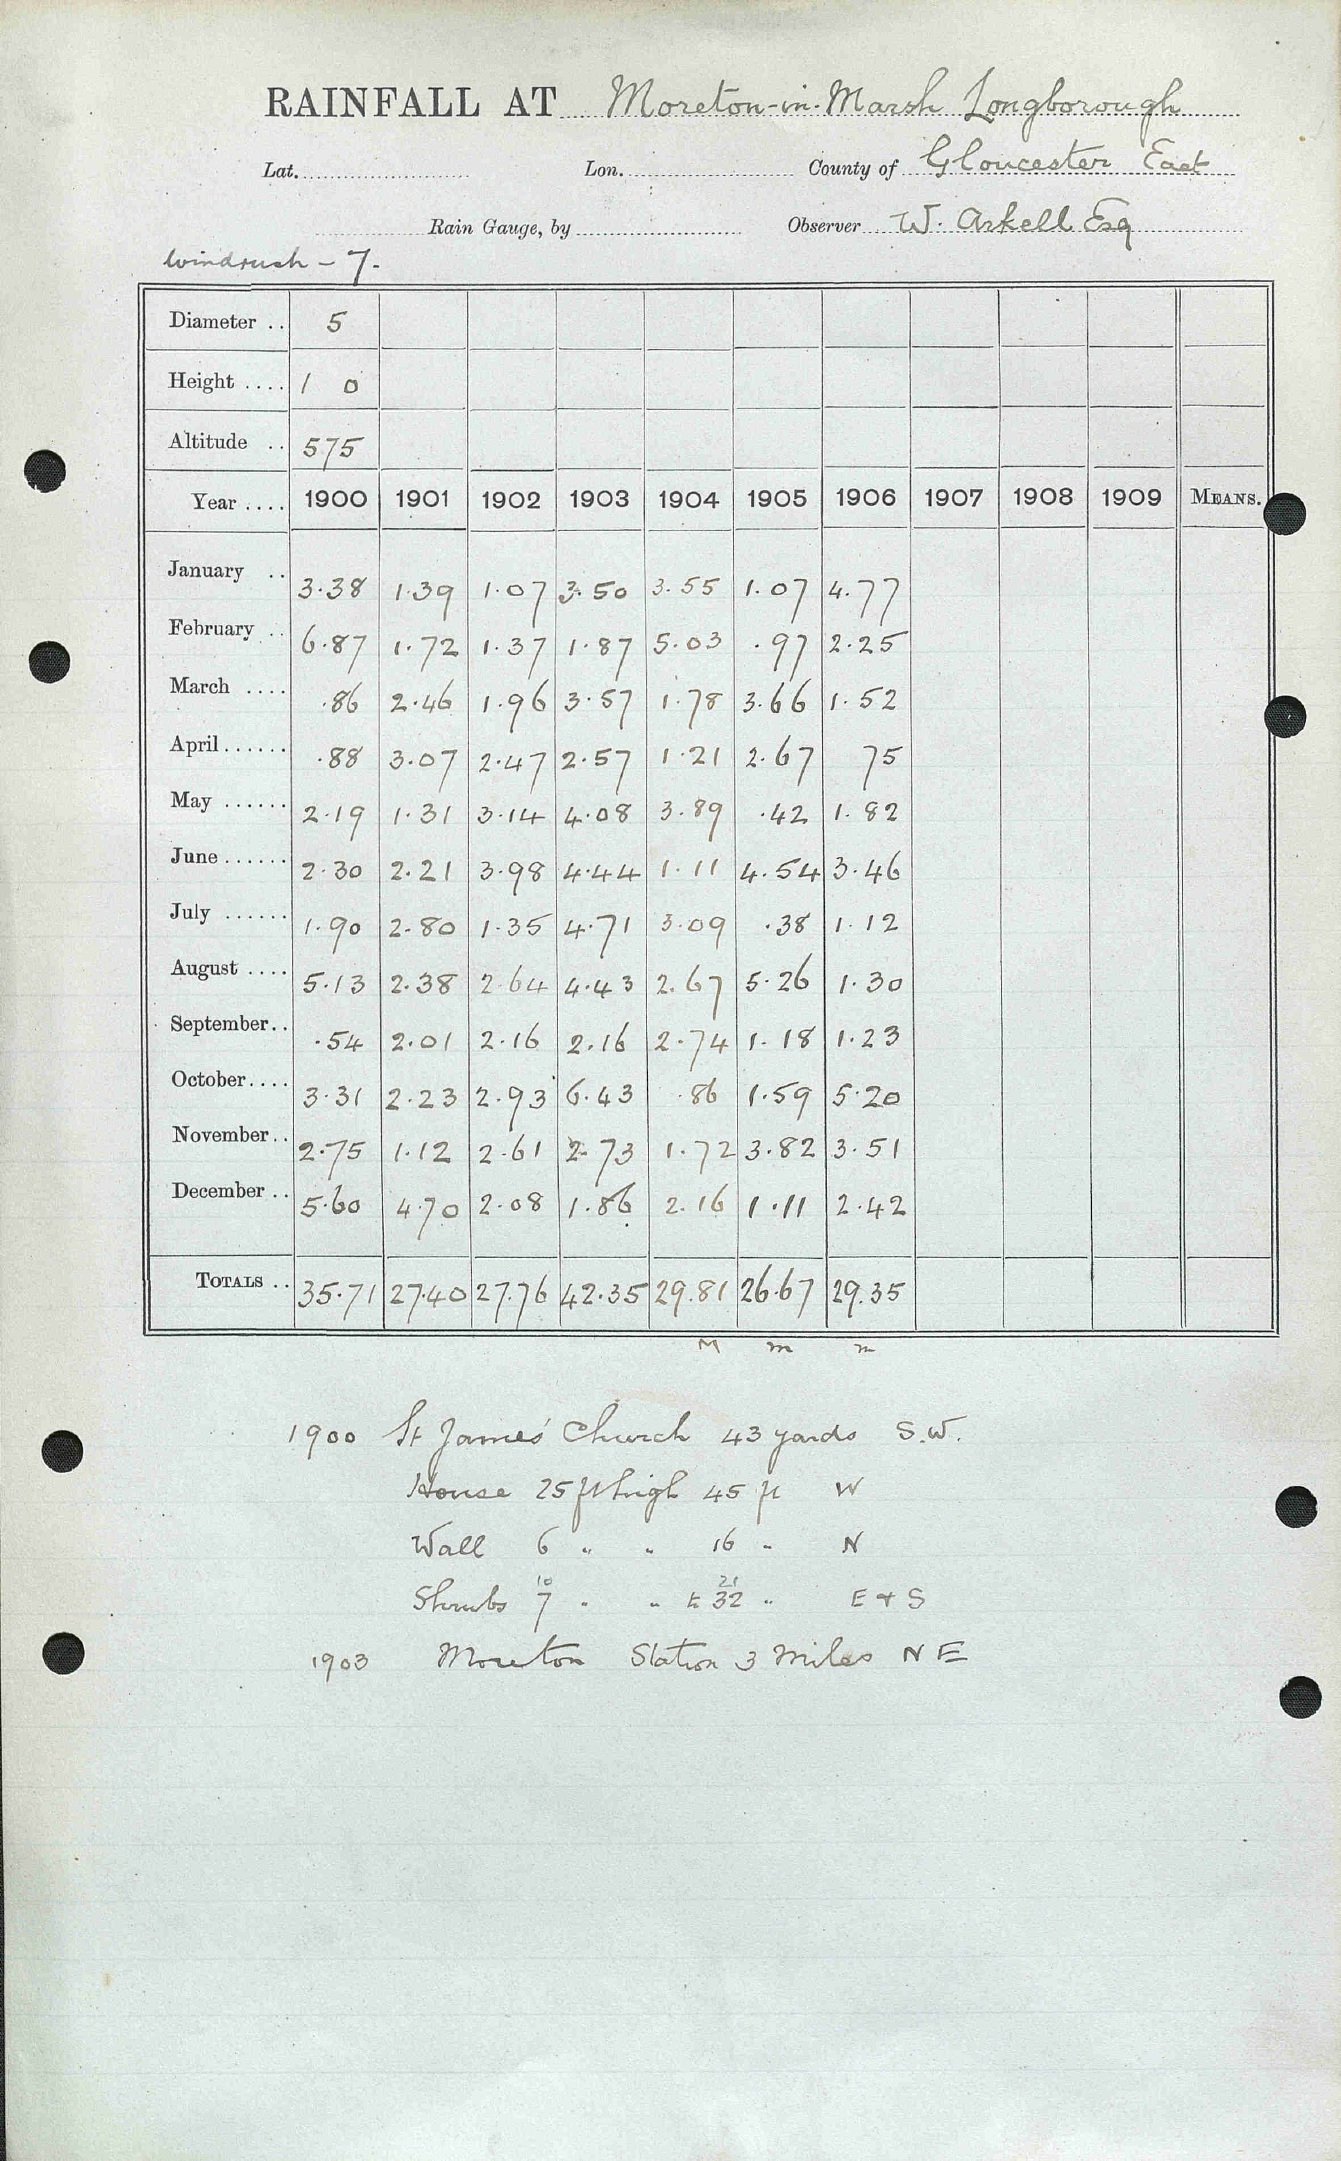 RAINFALL AT Moreton-in-Marsh Longborough
Lat. Lon. County of Gloucester East
Rain Gauge, by Observer W. Arkell Esq
Windrush – 7.
Diameter .. 5
Height .... 1 0
Altitude .. 575
Year .... 1900 1901 1902 1903 1904 1905 1906 1907 1908 1909 MEANS.
January .. 3.38 1.39 1.07 3.50 3.55 1.07 4.77
February .. 6.87 1.72 1.37 1.87 5.03 .97 2.25
March .... .86 2.46 1.96 3.57 1.78 3.66 1.52
April ...... .88 3.07 2.47 2.57 1.21 2.67 75
May ...... 2.19 1.31 3.14 4.08 3.89 .42 1.82
June ...... 2.30 2.21 3.98 4.44 1.11 4.54 3.46
July ...... 1.90 2.80 1.35 4.71 3.09 .38 1.12
August .... 5.13 2.38 2.64 4.43 2.67 5.26 1.30
September .. .54 2.01 2.16 2.16 2.74 1.18 1.23
October .... 3.31 2.23 2.93 6.43 .86 1.59 5.20
November .. 2.75 1.12 2.61 2.73 1.72 3.82 3.51
December .. 5.60 4.70 2.08 1.86 2.16 1.11 2.42
TOTALS .. 35.71 27.40 27.76 42.35 29.81 26.67 29.35
M m m
1900 St James' Church 43 yards S.W.
House 25 ft high 45 ft W
Wall 6 " " 16 " N
10 21
Shrubs 7 " " & 32 " E & S
1903 Moreton Station 3 Miles N E